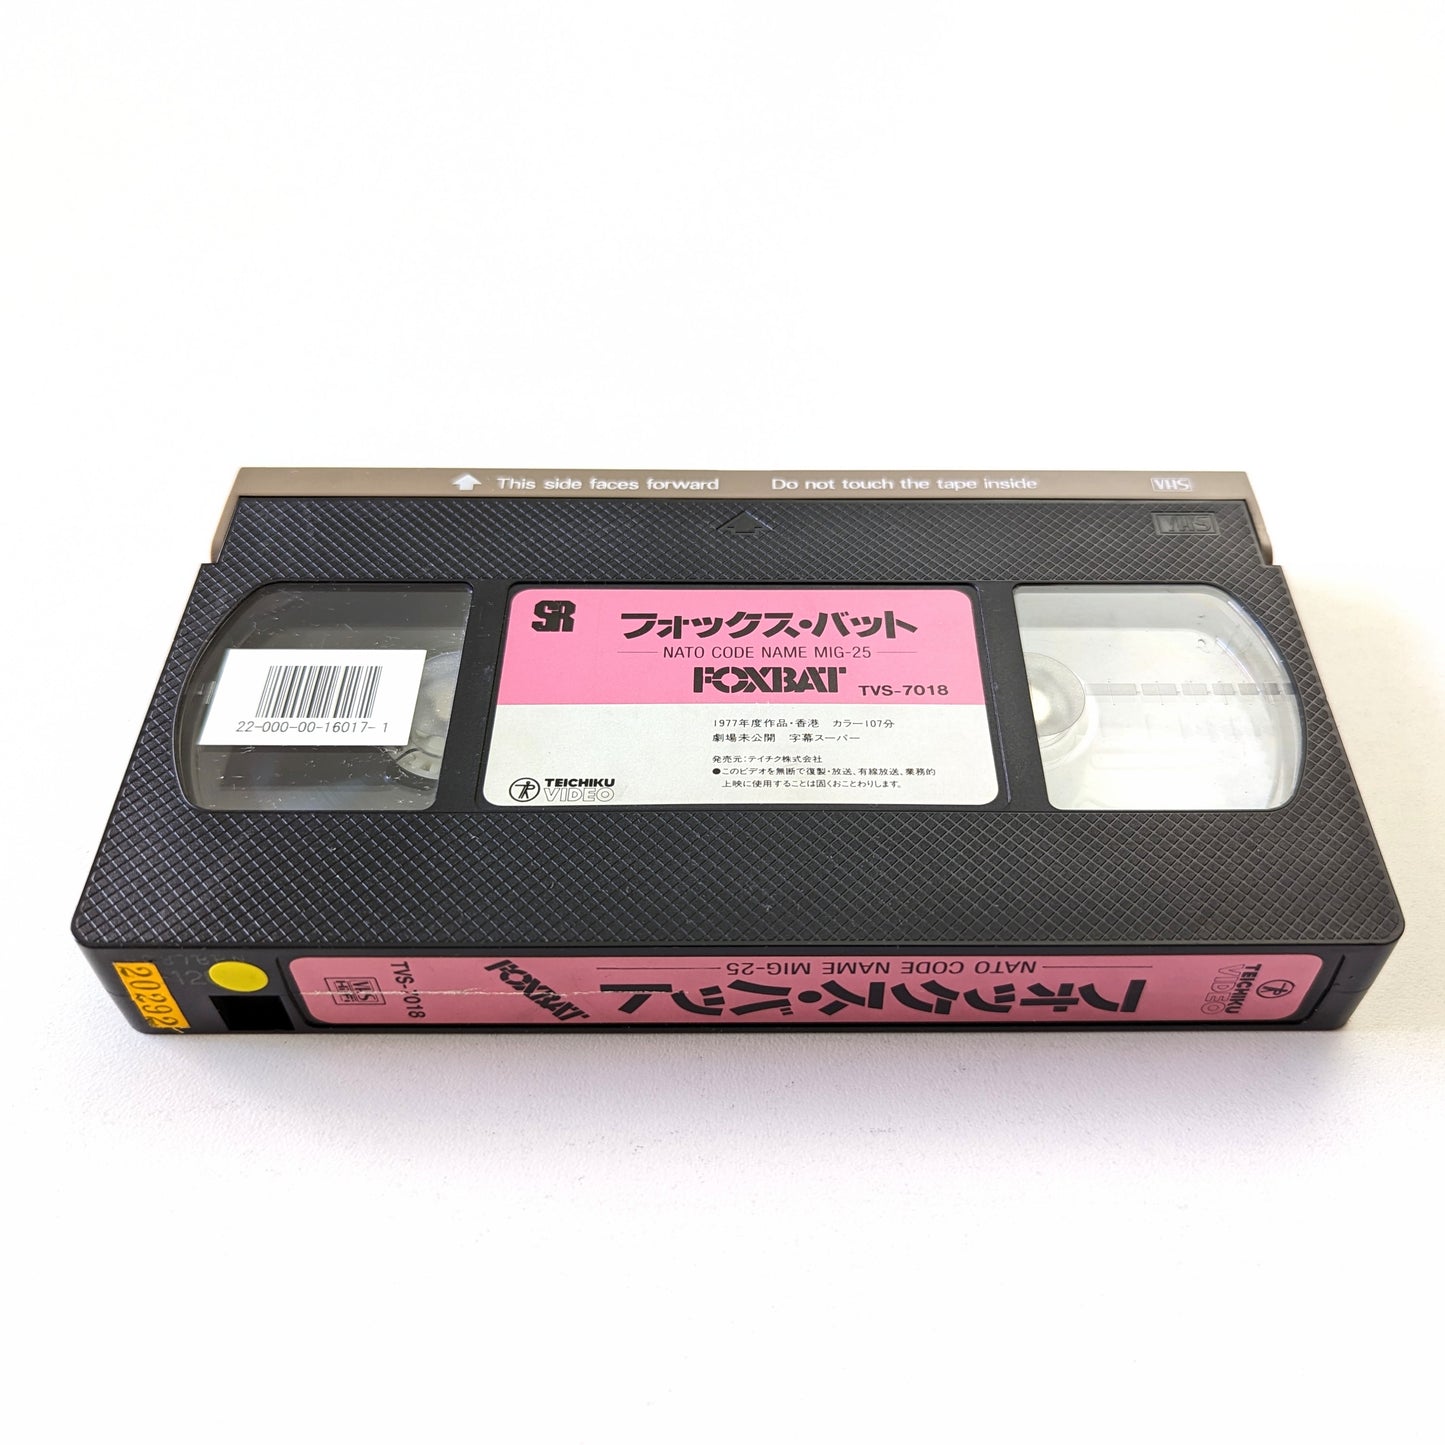 This side faces forward Do not touch the tape inside VHS
VHS
SR
フォックス・バット
NATO CODE NAME MIG-25
FOXBAT TVS-7018
22-000-00-16017-1
1977年度作品・香港 カラー107分
劇場未公開 字幕スーパー
発売元:テイチク株式会社
●このビデオを無断で復製・放送、有線放送、業務的
上映に使用することは固くおことわりします。
TEICHIKU
VIDEO
20292
VHS
TVS-7018
FOXBAT
フォックス・バット
NATO CODE NAME MIG-25
TEICHIKU
VIDEO